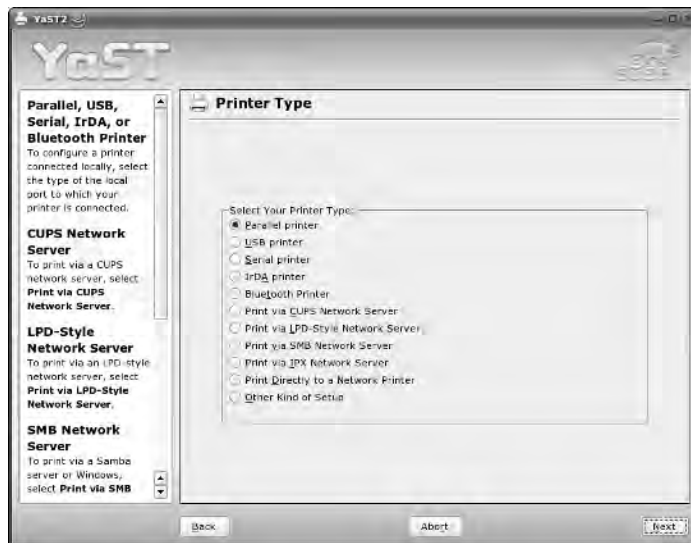 YaST2
YaST
SUSE
Parallel, USB,
Serial, IrDA, or
Bluetooth Printer
To configure a printer
connected locally, select
the type of the local
port to which your
printer is connected.
CUPS Network
Server
To print via a CUPS
network server, select
Print via CUPS
Network Server.
LPD-Style
Network Server
To print via an LPD-style
network server, select
Print via LPD-Style
Network Server.
SMB Network
Server
To print via a Samba
server or Windows,
select Print via SMB
Printer Type
Select Your Printer Type:
Parallel printer
USB printer
Serial printer
IrDA printer
Bluetooth Printer
Print via CUPS Network Server
Print via LPD-Style Network Server
Print via SMB Network Server
Print via IPX Network Server
Print Directly to a Network Printer
Other Kind of Setup
Back
Abort
Next